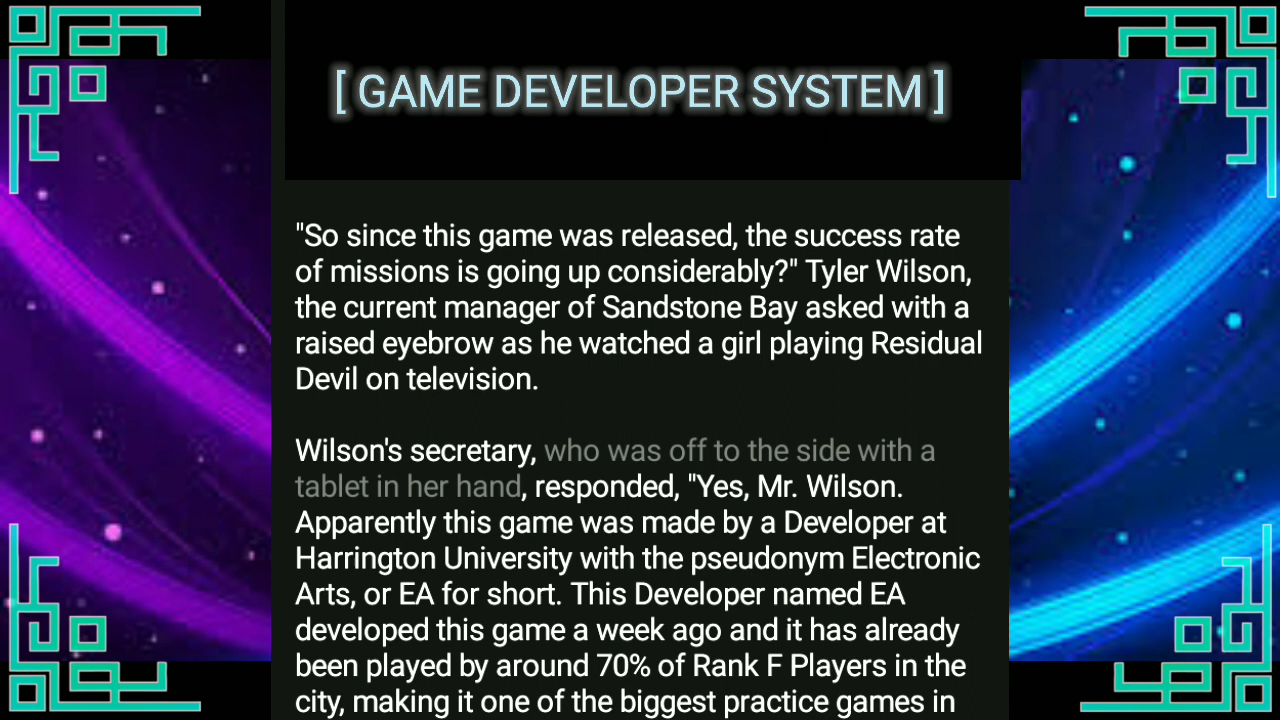 [ GAME DEVELOPER SYSTEM ]
"So since this game was released, the success rate
of missions is going up considerably?" Tyler Wilson,
the current manager of Sandstone Bay asked with a
raised eyebrow as he watched a girl playing Residual
Devil on television.
Wilson's secretary, who was off to the side with a
tablet in her hand, responded, "Yes, Mr. Wilson.
Apparently this game was made by a Developer at
Harrington University with the pseudonym Electronic
Arts, or EA for short. This Developer named EA
developed this game a week ago and it has already
been played by around 70% of Rank F Players in the
city, making it one of the biggest practice games in